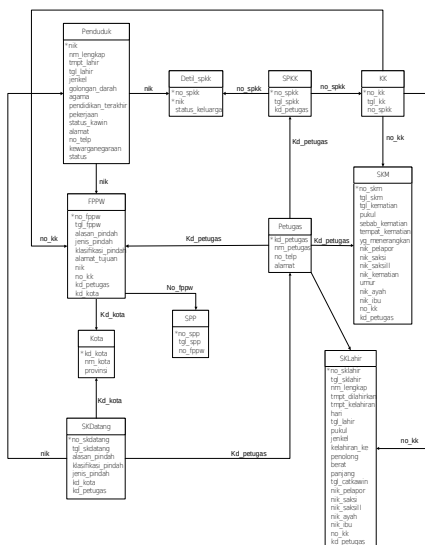 Penduduk
*nik
nm_lengkap
tmpt_lahir
tgl_lahir
jenkel
golongan_darah
agama
pendidikan_terakhir
pekerjaan
status_kawin
alamat
no_telp
kewarganegaraan
status
nik
Detil_spkk
*no_spkk
*nik
status_keluarga
no_spkk
SPKK
*no_spkk
tgl_spkk
kd_petugas
no_spkk
KK
*no_kk
tgl_kk
no_spkk
Kd_petugas
no_kk
nik
SKM
*no_skm
tgl_skm
tgl_kematian
pukul
sebab_kematian
tempat_kematian
yg_menerangkan
nik_pelapor
nik_saksi
nik_saksiII
nik_kematian
umur
nik_ayah
nik_ibu
no_kk
kd_petugas
FPPW
*no_fppw
tgl_fppw
alasan_pindah
jenis_pindah
klasifikasi_pindah
alamat_tujuan
nik
no_kk
kd_petugas
kd_kota
no_kk
Kd_petugas
Petugas
*kd_petugas
nm_petugas
no_telp
alamat
Kd_petugas
No_fppw
SPP
*no_spp
tgl_spp
no_fppw
Kd_kota
Kota
*kd_kota
nm_kota
provinsi
Kd_kota
SKDatang
*no_skdatang
tgl_skdatang
alasan_pindah
klasifikasi_pindah
jenis_pindah
kd_kota
kd_petugas
nik
Kd_petugas
SKLahir
*no_sklahir
tgl_sklahir
nm_lengkap
tmpt_dilahirkan
tmpt_kelahiran
hari
tgl_lahir
pukul
jenkel
kelahiran_ke
penolong
berat
panjang
tgl_catkawin
nik_pelapor
nik_saksi
nik_saksiII
nik_ayah
nik_ibu
no_kk
kd_petugas
no_kk